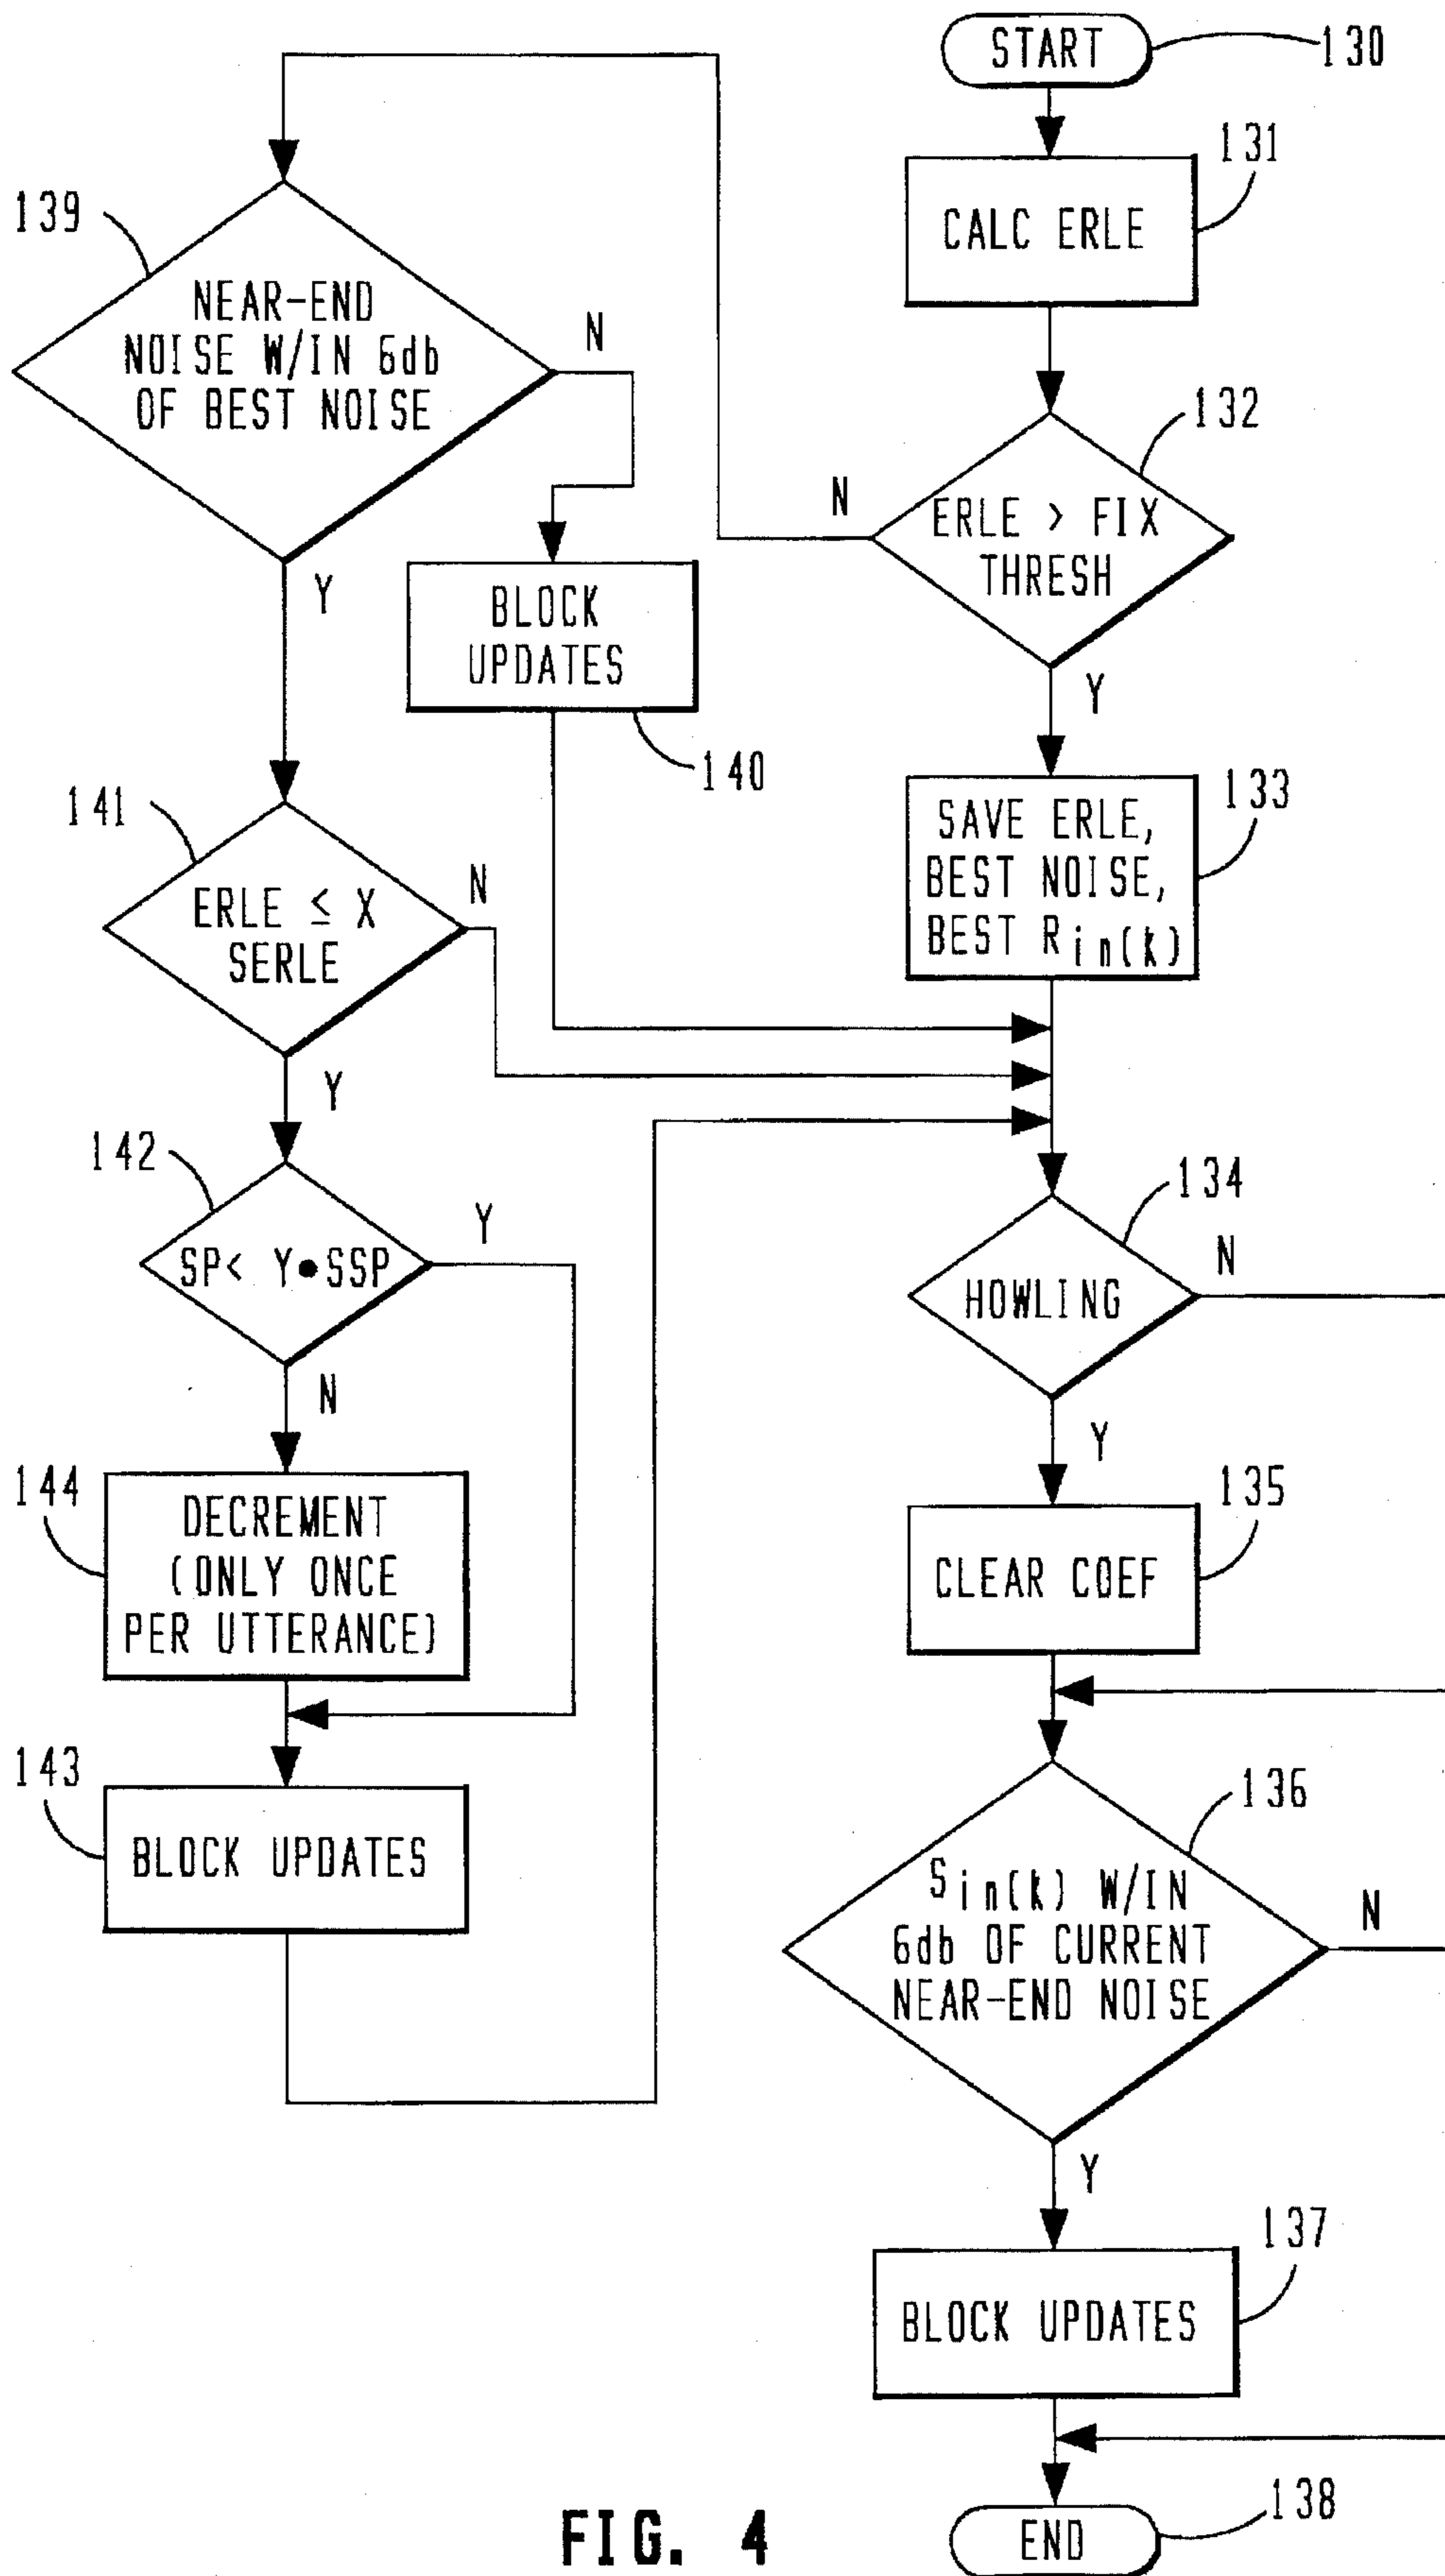 START
130
131
CALC ERLE
132
ERLE > FIX
THRESH
N
Y
139
NEAR-END
NOISE W/IN 6db
OF BEST NOISE
N
Y
BLOCK
UPDATES
140
133
SAVE ERLE,
BEST NOISE,
BEST Rin(k)
141
ERLE ≤ X
SERLE
N
Y
142
SP< Y●SSP
Y
N
134
HOWLING
N
Y
144
DECREMENT
(ONLY ONCE
PER UTTERANCE)
135
CLEAR COEF
143
BLOCK UPDATES
136
Sin(k) W/IN
6db OF CURRENT
NEAR-END NOISE
N
Y
137
BLOCK UPDATES
138
END
FIG. 4